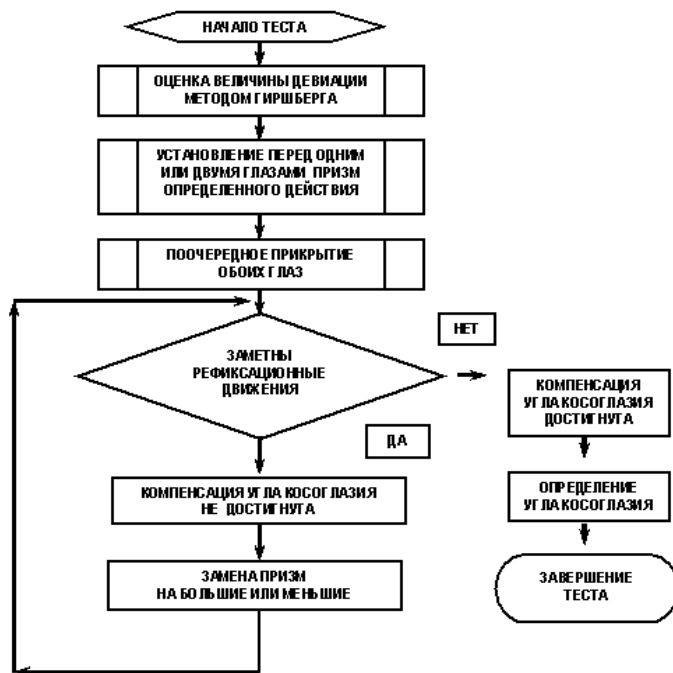 НАЧАЛО ТЕСТА
ОЦЕНКА ВЕЛИЧИНЫ ДЕВИАЦИИ
МЕТОДОМ ГИРШБЕРГА
УСТАНОВЛЕНИЕ ПЕРЕД ОДНИМ
ИЛИ ДВУМЯ ГЛАЗАМИ ПРИЗМ
ОПРЕДЕЛЕННОГО ДЕЙСТВИЯ
ПООЧЕРЕДНОЕ ПРИКРЫТИЕ
ОБОИХ ГЛАЗ
ЗАМЕТНЫ
РЕФИКСАЦИОННЫЕ
ДВИЖЕНИЯ
НЕТ
КОМПЕНСАЦИЯ
УГЛА КОСОГЛАЗИЯ
ДОСТИГНУТА
ДА
КОМПЕНСАЦИЯ УГЛА КОСОГЛАЗИЯ
НЕ ДОСТИГНУТА
ОПРЕДЕЛЕНИЕ
УГЛА КОСОГЛАЗИЯ
ЗАМЕНА ПРИЗМ
НА БОЛЬШИЕ ИЛИ МЕНЬШИЕ
ЗАВЕРШЕНИЕ
ТЕСТА